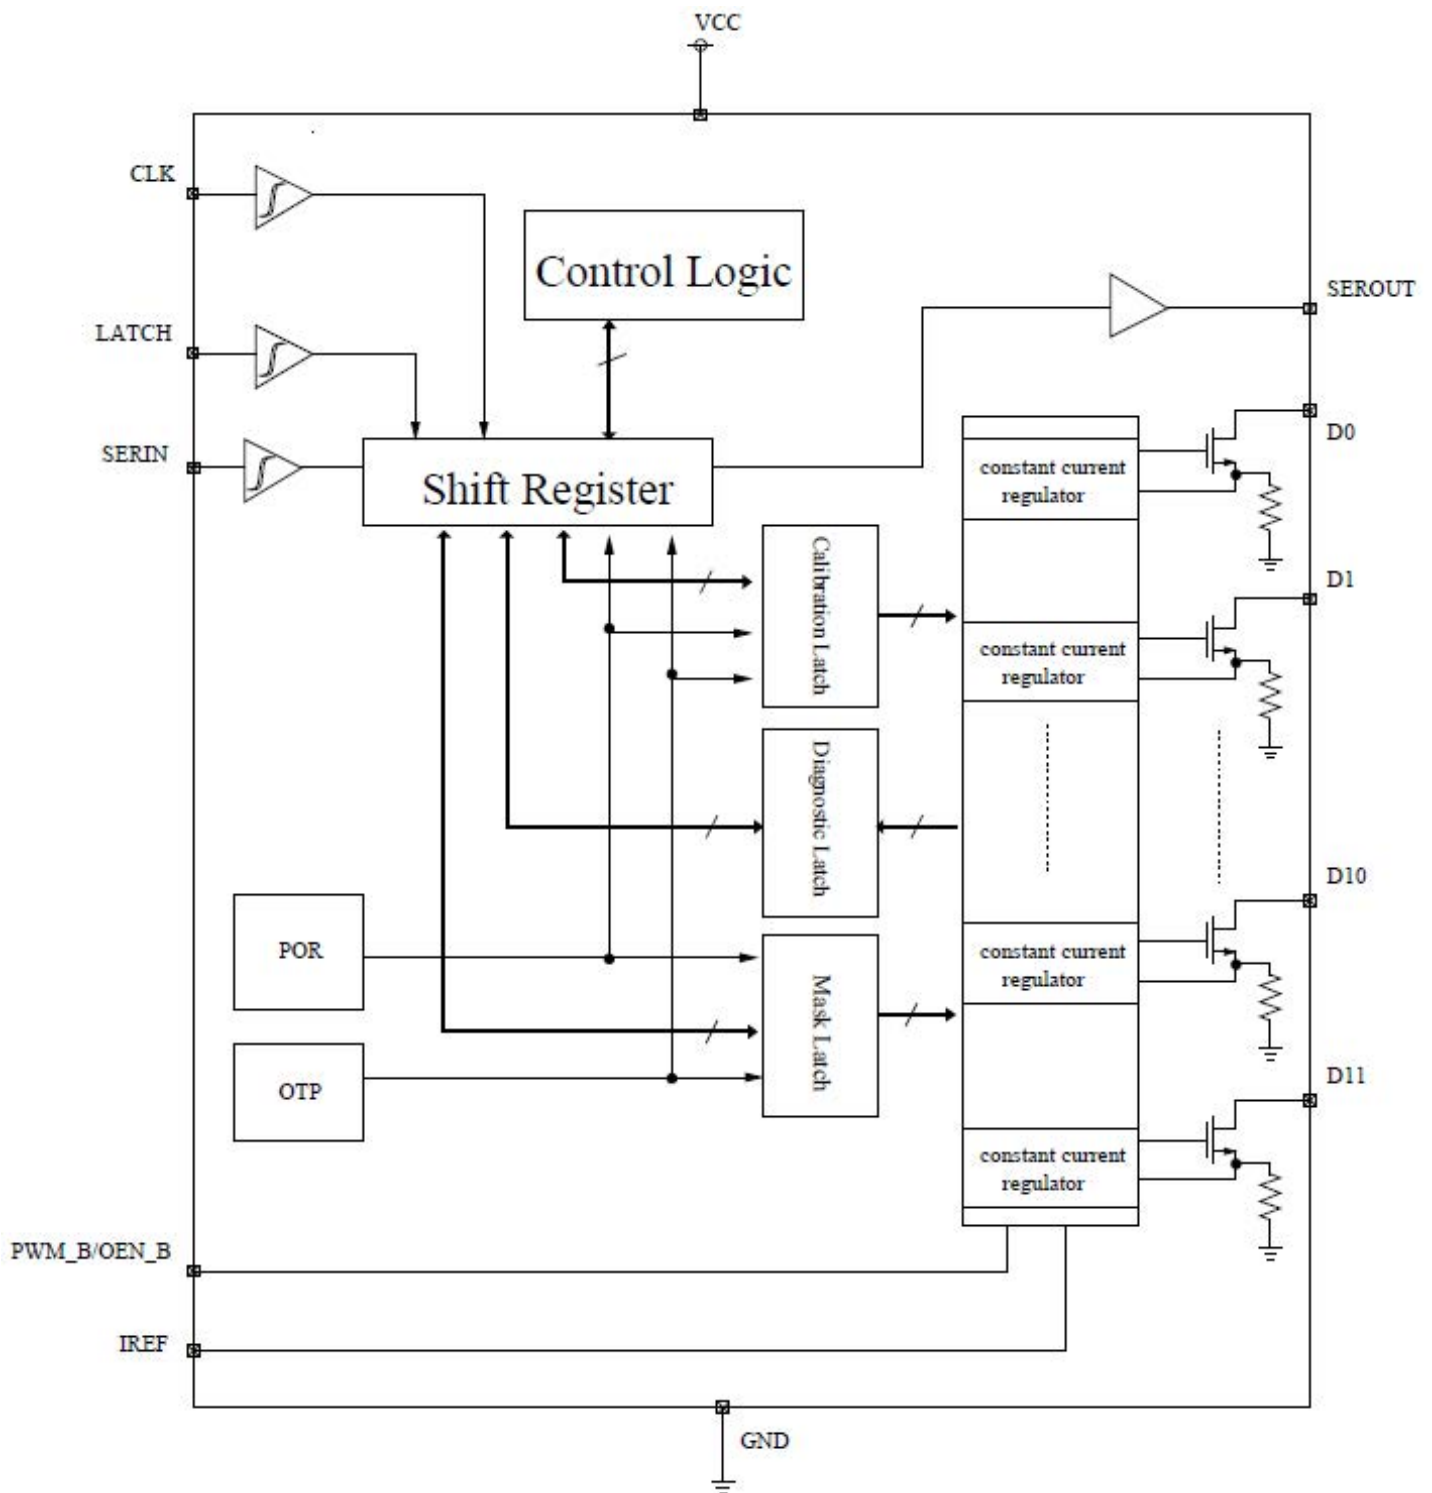 VCC
CLK
Control Logic
SEROUT
LATCH
D0
SERIN
Shift Register
constant current
regulator
Calibration Latch
D1
constant current
regulator
Diagnostic Latch
D10
POR
constant current
regulator
Mask Latch
OTP
D11
constant current
regulator
PWM_B/OEN_B
IREF
GND